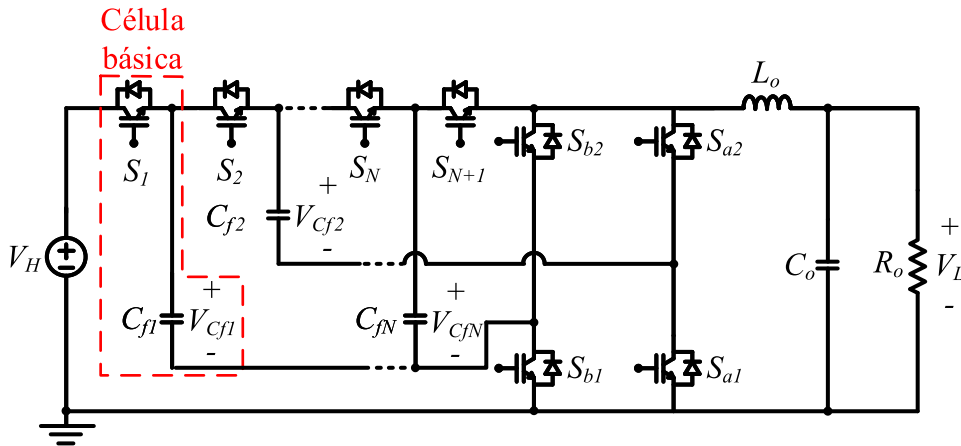 Célula
básica
S1
S2
SN
SN+1
Sb2
Sa2
Lo
VH
Cf1
+
VCf1
-
Cf2
+
VCf2
-
CfN
+
VCfN
-
Sb1
Sa1
Co
Ro
+
VL
-